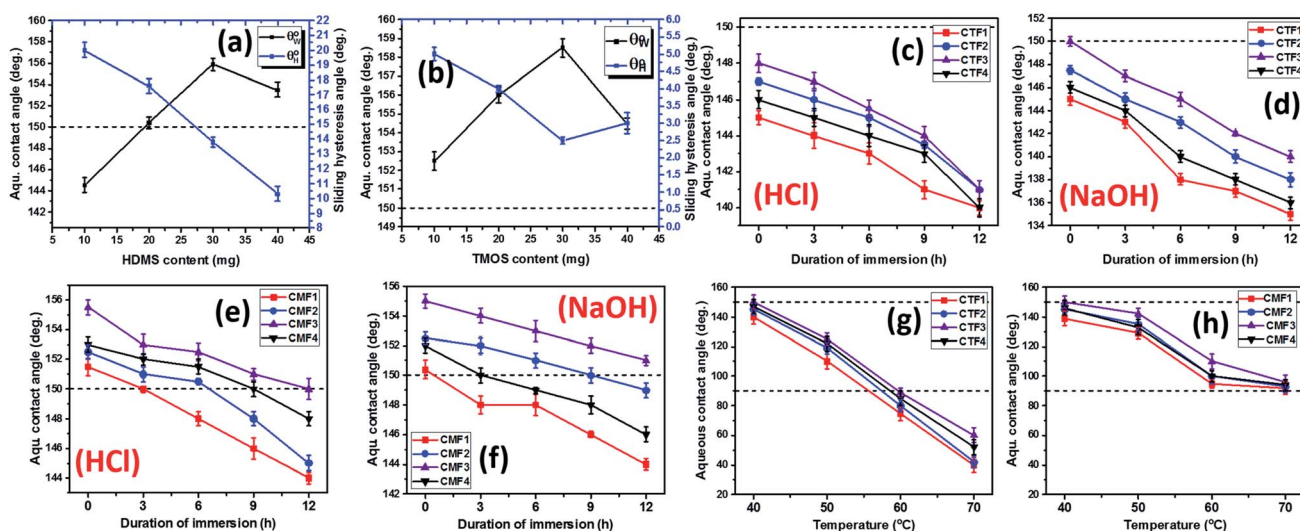 (a)
θ°W
θ°H
Aqu. contact angle (deg.)
160
158
156
154
152
150
148
146
144
142
Sliding hysteresis angle (deg.)
22
21
20
19
18
17
16
15
14
13
12
11
10
9
8
5 10 15 20 25 30 35 40 45
HDMS content (mg)
(b)
θ°W
θ°H
Aqu. contact angle (deg.)
160
159
158
157
156
155
154
153
152
151
150
149
Sliding hysteresis angle (deg.)
6.0
5.5
5.0
4.5
4.0
3.5
3.0
2.5
2.0
1.5
1.0
0.5
0.0
5 10 15 20 25 30 35 40 45
TMOS content (mg)
(c)
CTF1
CTF2
CTF3
CTF4
(HCl)
Aqu. contact angle (deg.)
150
148
146
144
142
140
0 3 6 9 12
Duration of immersion (h)
(d)
CTF1
CTF2
CTF3
CTF4
(NaOH)
Aqu. contact angle (deg.)
152
150
148
146
144
142
140
138
136
134
0 3 6 9 12
Duration of immersion (h)
(e)
CMF1
CMF2
CMF3
CMF4
(HCl)
Aqu. contact angle (deg.)
156
154
152
150
148
146
144
0 3 6 9 12
Duration of immersion (h)
(NaOH)
(f)
CMF1
CMF2
CMF3
CMF4
Aqu. contact angle (deg.)
156
154
152
150
148
146
144
142
0 3 6 9 12
Duration of immersion (h)
(g)
CTF1
CTF2
CTF3
CTF4
Aqueous contact angle (deg.)
160
140
120
100
80
60
40
20
40 50 60 70
Temperature (°C)
(h)
CMF1
CMF2
CMF3
CMF4
Aqu. contact angle (deg.)
160
140
120
100
80
60
40
20
40 50 60 70
Temperature (°C)